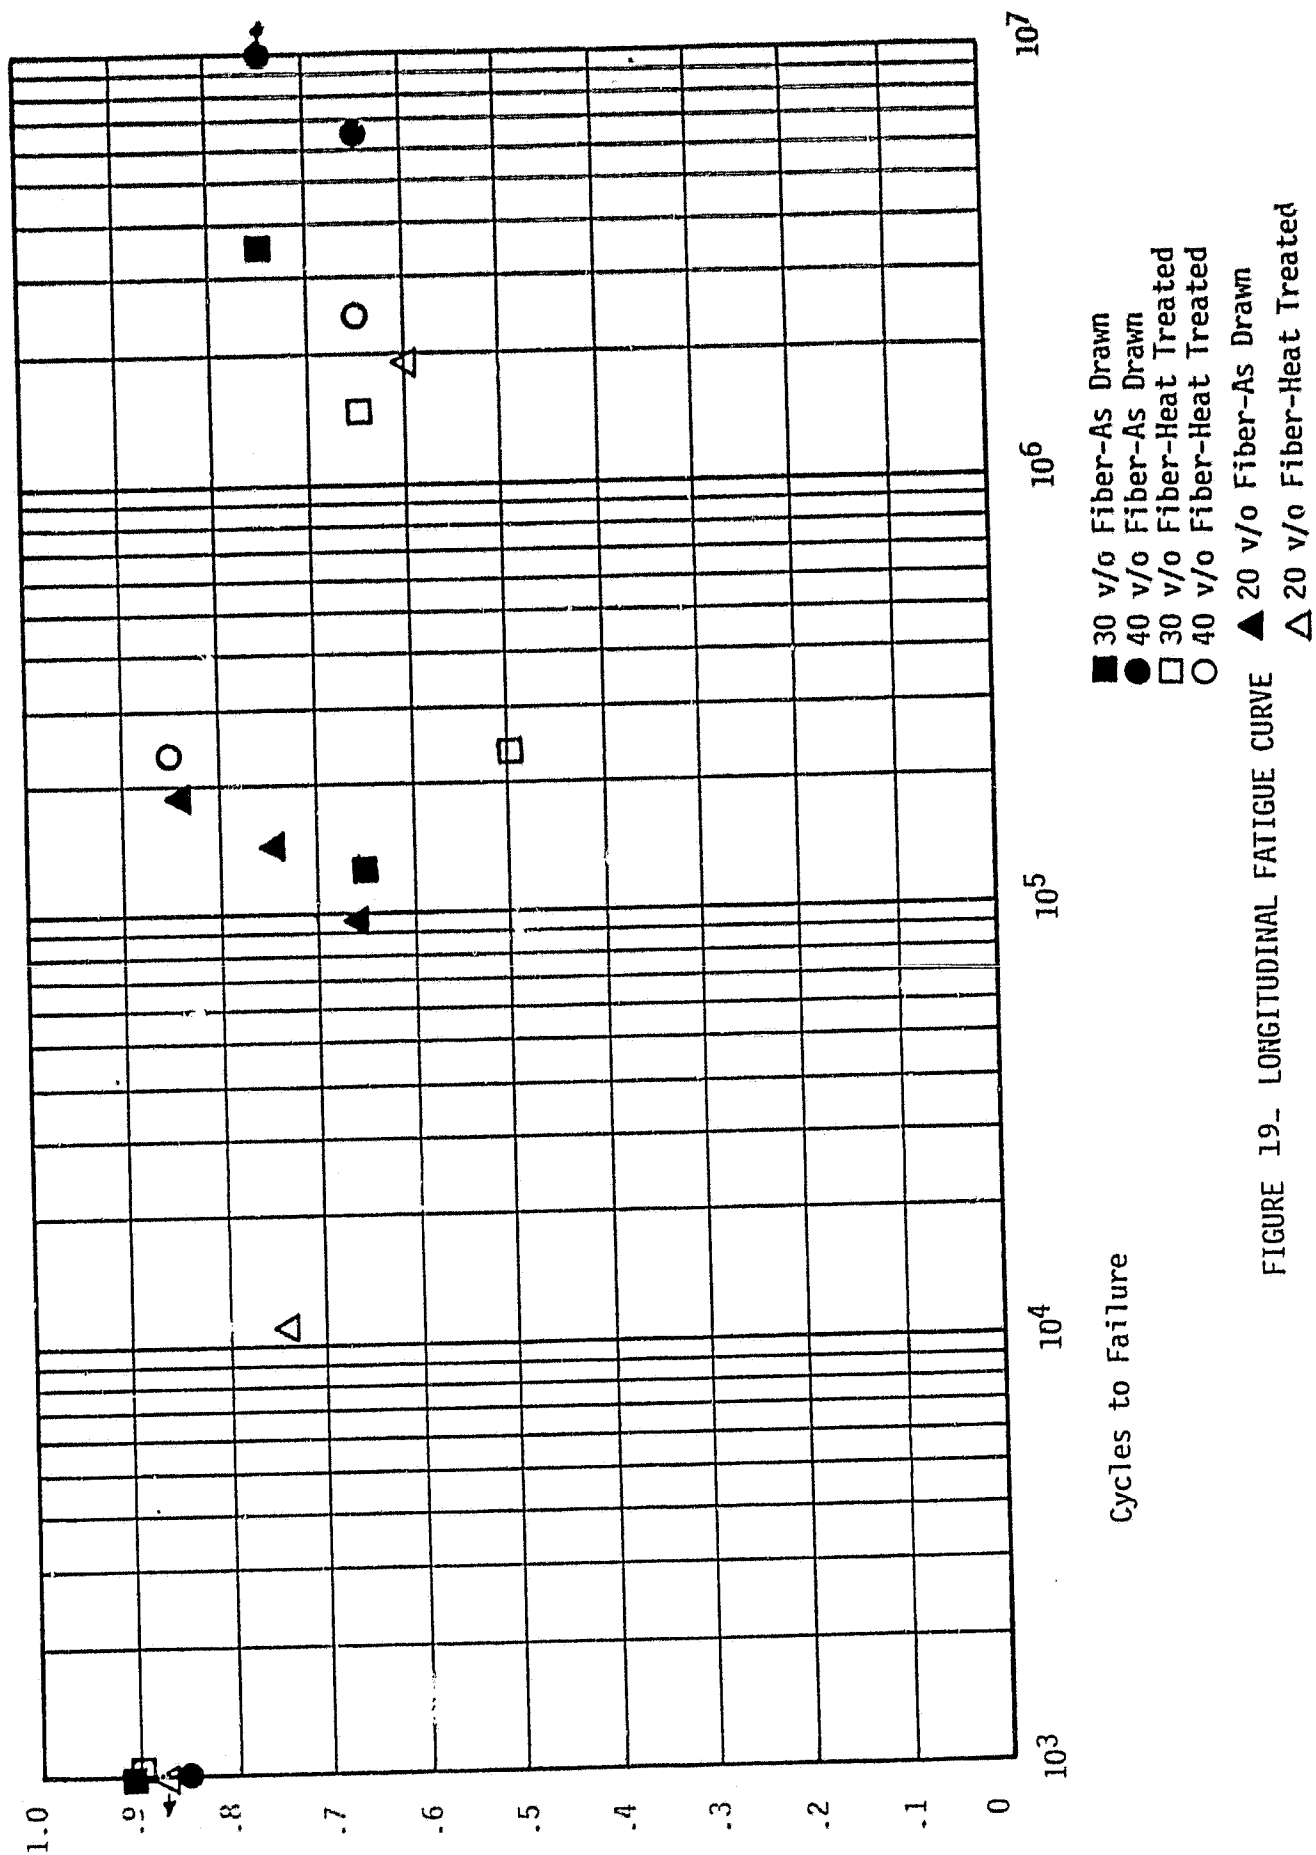 1.0
.9
.8
.7
.6
.5
.4
.3
.2
.1
0
10³
10⁴
10⁵
10⁶
10⁷
Cycles to Failure
■ 30 v/o Fiber-As Drawn
● 40 v/o Fiber-As Drawn
□ 30 v/o Fiber-Heat Treated
○ 40 v/o Fiber-Heat Treated
▲ 20 v/o Fiber-As Drawn
△ 20 v/o Fiber-Heat Treated
FIGURE 19_ LONGITUDINAL FATIGUE CURVE